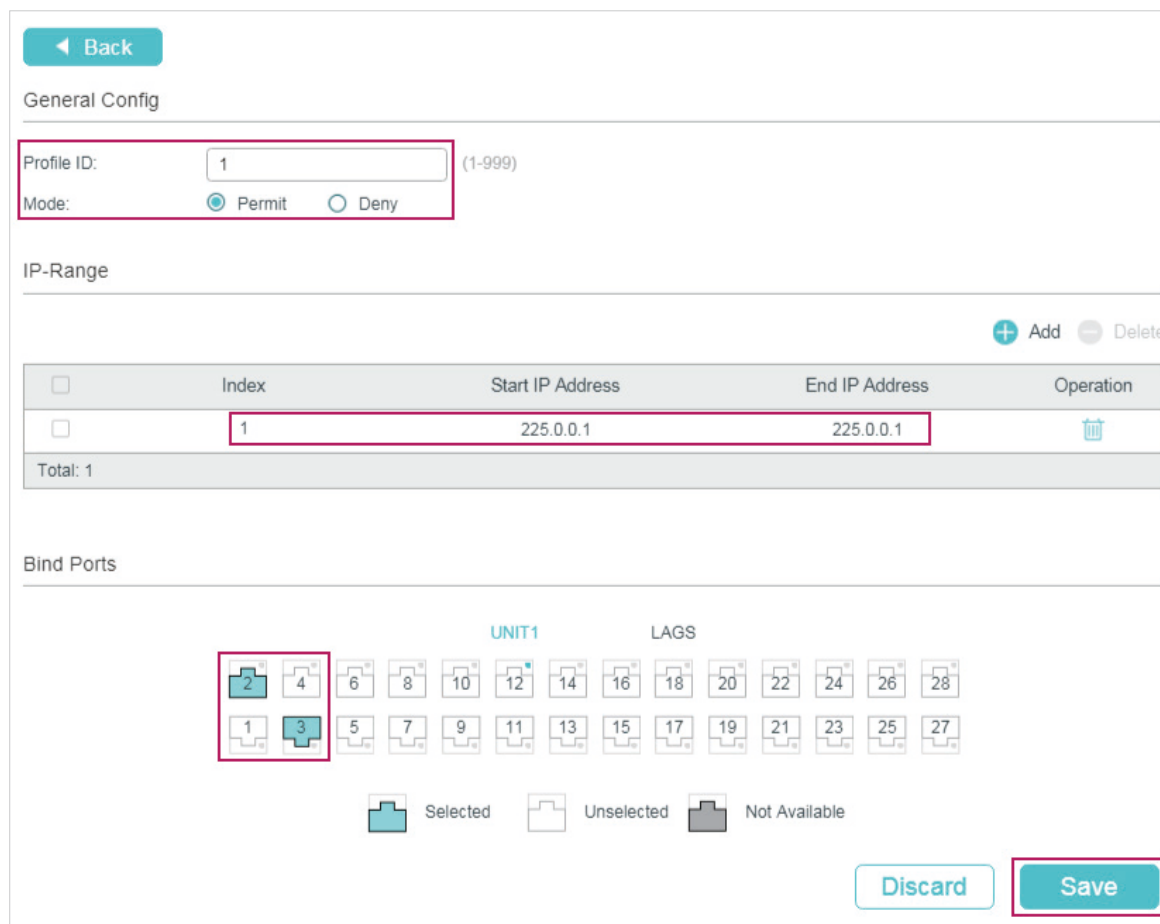 Back
General Config
Profile ID: 1 (1-999)
Mode: Permit Deny
IP-Range
Add Delete
Index Start IP Address End IP Address Operation
1 225.0.0.1 225.0.0.1
Total: 1
Bind Ports
UNIT1 LAGS
2 4 6 8 10 12 14 16 18 20 22 24 26 28
1 3 5 7 9 11 13 15 17 19 21 23 25 27
Selected Unselected Not Available
Discard Save